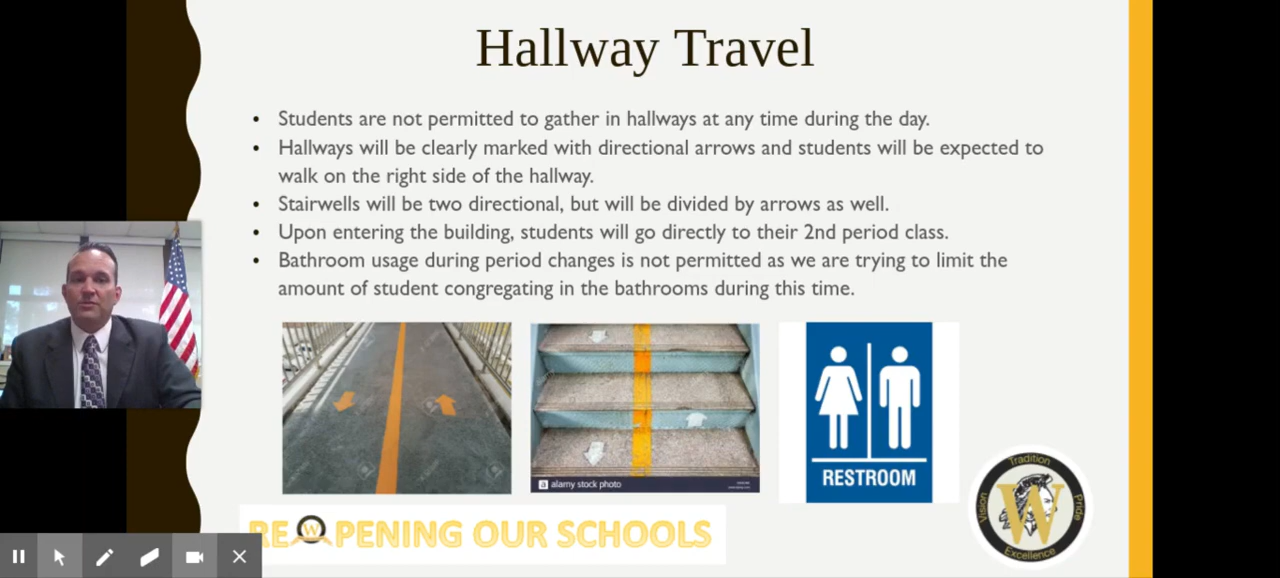 Hallway Travel
• Students are not permitted to gather in hallways at any time during the day.
• Hallways will be clearly marked with directional arrows and students will be expected to
walk on the right side of the hallway.
• Stairwells will be two directional, but will be divided by arrows as well.
• Upon entering the building, students will go directly to their 2nd period class.
• Bathroom usage during period changes is not permitted as we are trying to limit the
amount of student congregating in the bathrooms during this time.
a alamy stock photo
RESTROOM
Tradition
Vision
W
Pride
Excellence
REOPENING OUR SCHOOLS